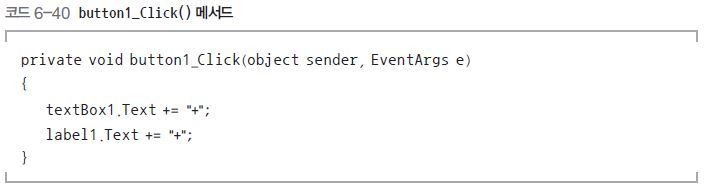 코드 6-40 button1_Click() 메서드
private void button1_Click(object sender, EventArgs e)
{
textBox1.Text += "+";
label1.Text += "+";
}